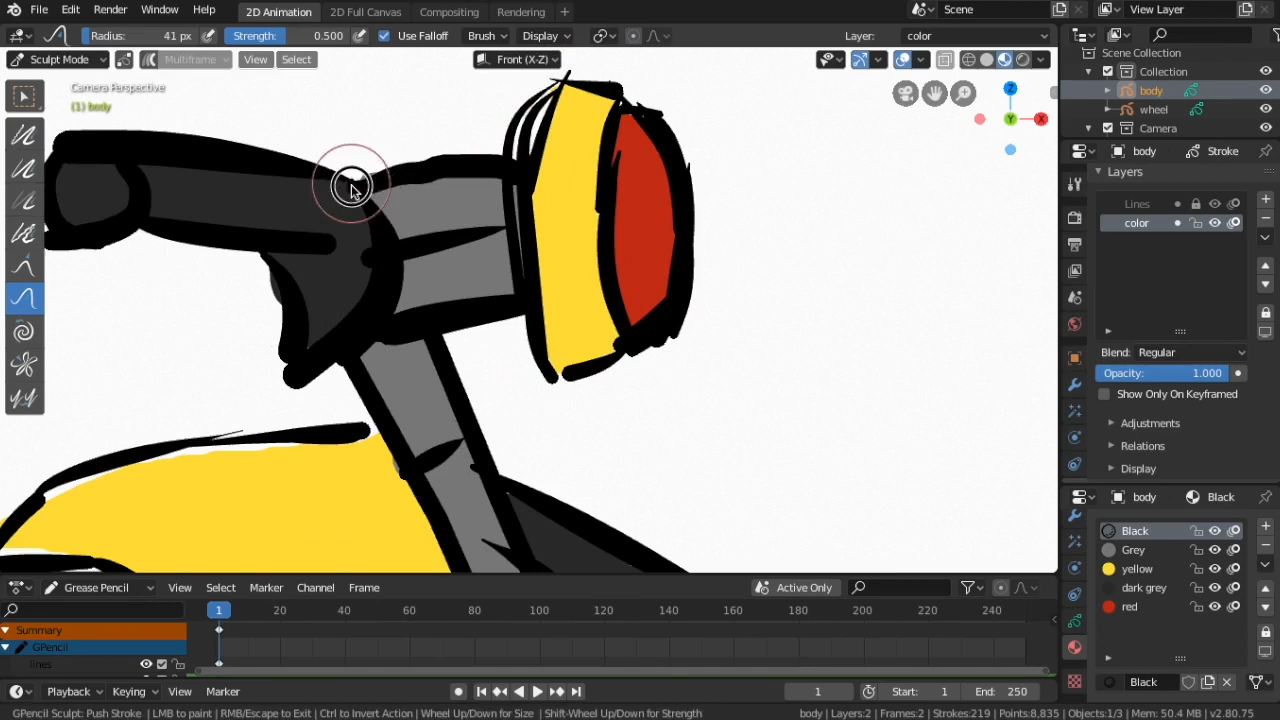 File Edit Render Window Help 2D Animation 2D Full Canvas Compositing Rendering + Scene View Layer
Radius: 41 px Strength: 0.500 Use Falloff Brush Display Layer: color
Sculpt Mode Multiframe View Select Front (X-Z)
Camera Perspective
(1) body
Z
Y X
Scene Collection
Collection
body
wheel
Camera
body Stroke
Layers
Lines
color
Blend: Regular
Opacity: 1.000
Show Only On Keyframed
Adjustments
Relations
Display
body Black
Black
Grey
yellow
dark grey
red
Black
Grease Pencil View Select Marker Channel Frame Active Only
1 20 40 60 80 100 120 140 160 180 200 220 240
Summary
GPencil
lines
Playback Keying View Marker 1 Start: 1 End: 250
GPencil Sculpt: Push Stroke | LMB to paint | RMB/Escape to Exit | Ctrl to Invert Action | Wheel Up/Down for Size | Shift-Wheel Up/Down for Strength body | Layers:2 | Frames:2 | Strokes:219 | Points:8,835 | Objects:1/3 | Mem: 50.4 MB | v2.80.75